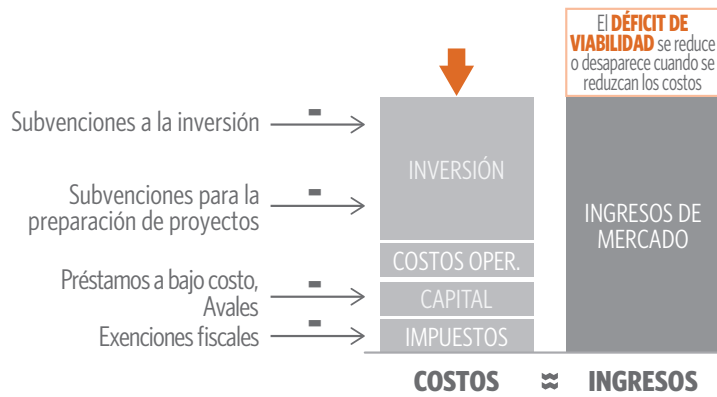 El DÉFICIT DE
VIABILIDAD se reduce
o desaparece cuando se
reduzcan los costos
Subvenciones a la inversión
-
Subvenciones para la
preparación de proyectos
-
Préstamos a bajo costo,
Avales
-
Exenciones fiscales
-
INVERSIÓN
COSTOS OPER.
CAPITAL
IMPUESTOS
INGRESOS DE
MERCADO
COSTOS ≈ INGRESOS